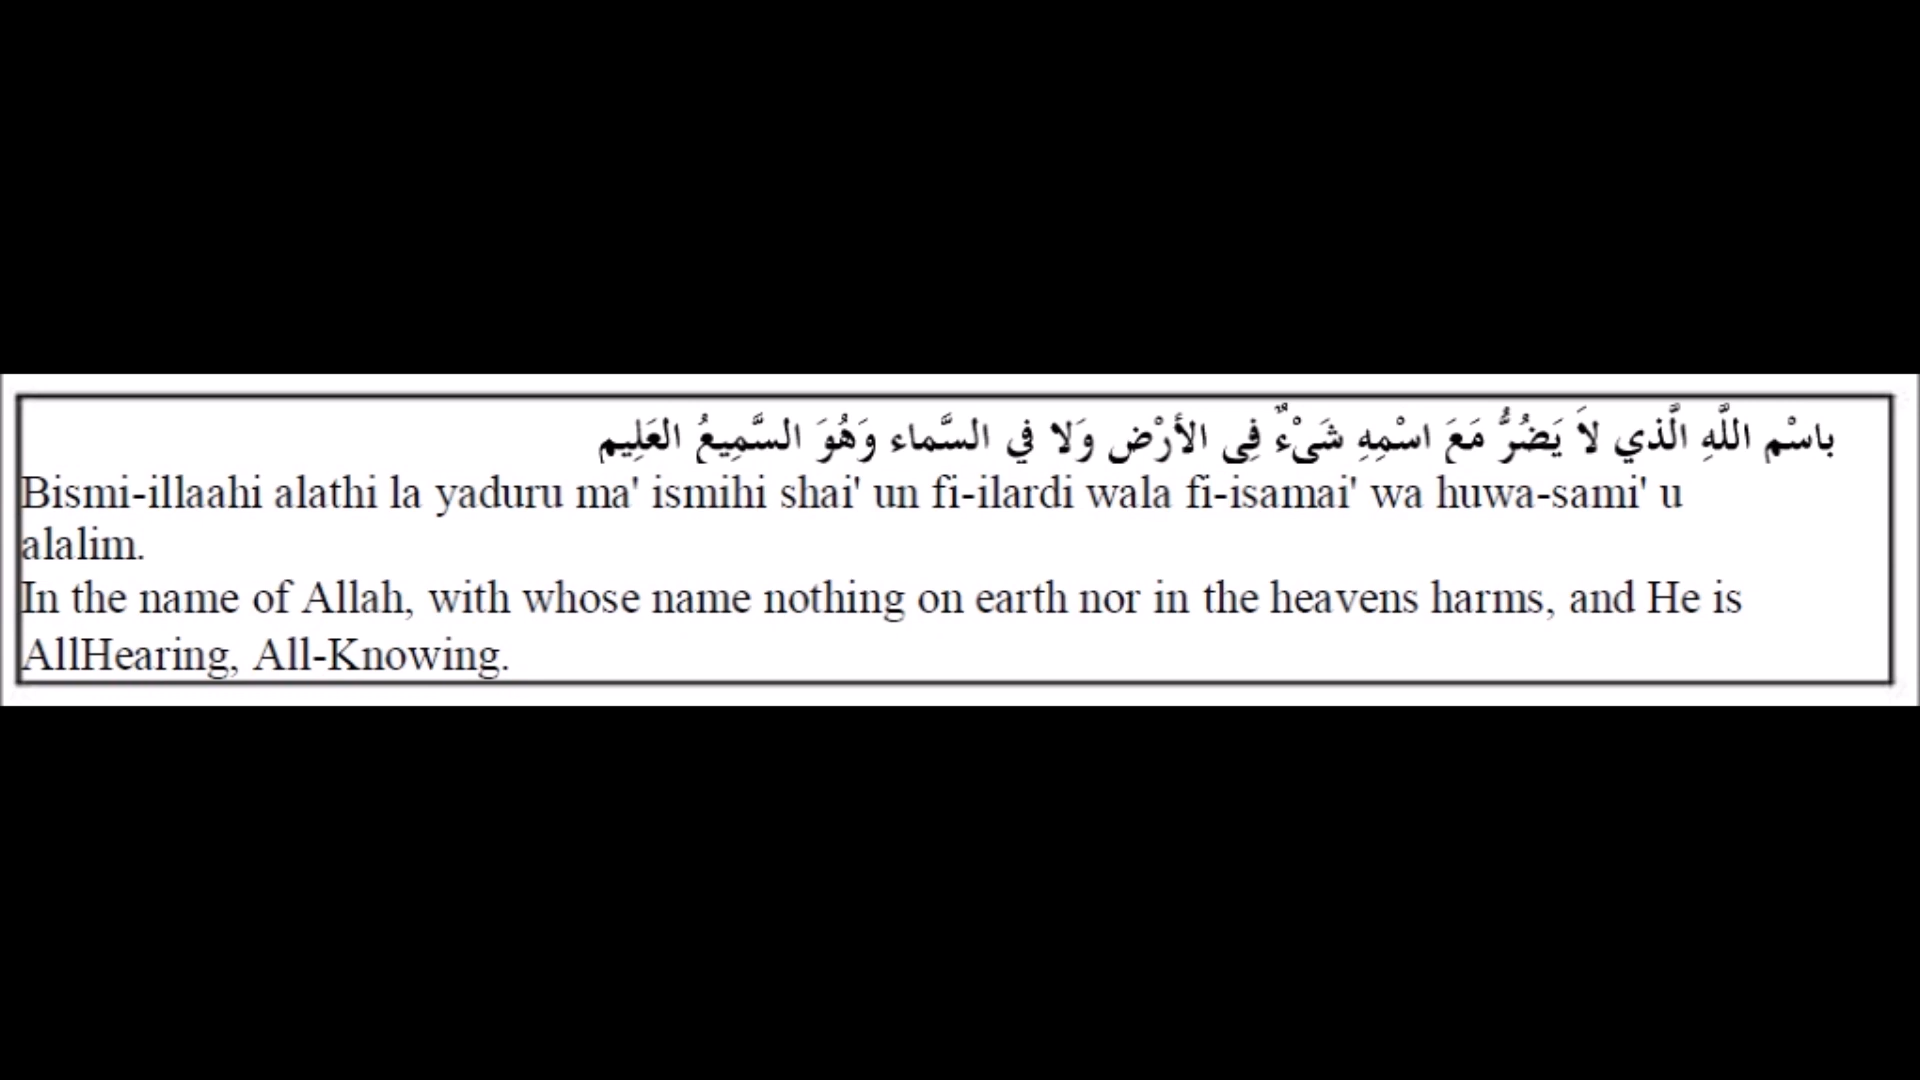 باسْم اللَّهِ الَّذي لاَ يَضُرُّ مَعَ اسْمِهِ شَىْءٌ فِى الأَرْض وَلا في السَّماء وَهُوَ السَّمِيعُ العَلِيم
Bismi-illaahi alathi la yaduru ma' ismihi shai' un fi-ilardi wala fi-isamai' wa huwa-sami' u
alalim.
In the name of Allah, with whose name nothing on earth nor in the heavens harms, and He is
AllHearing, All-Knowing.